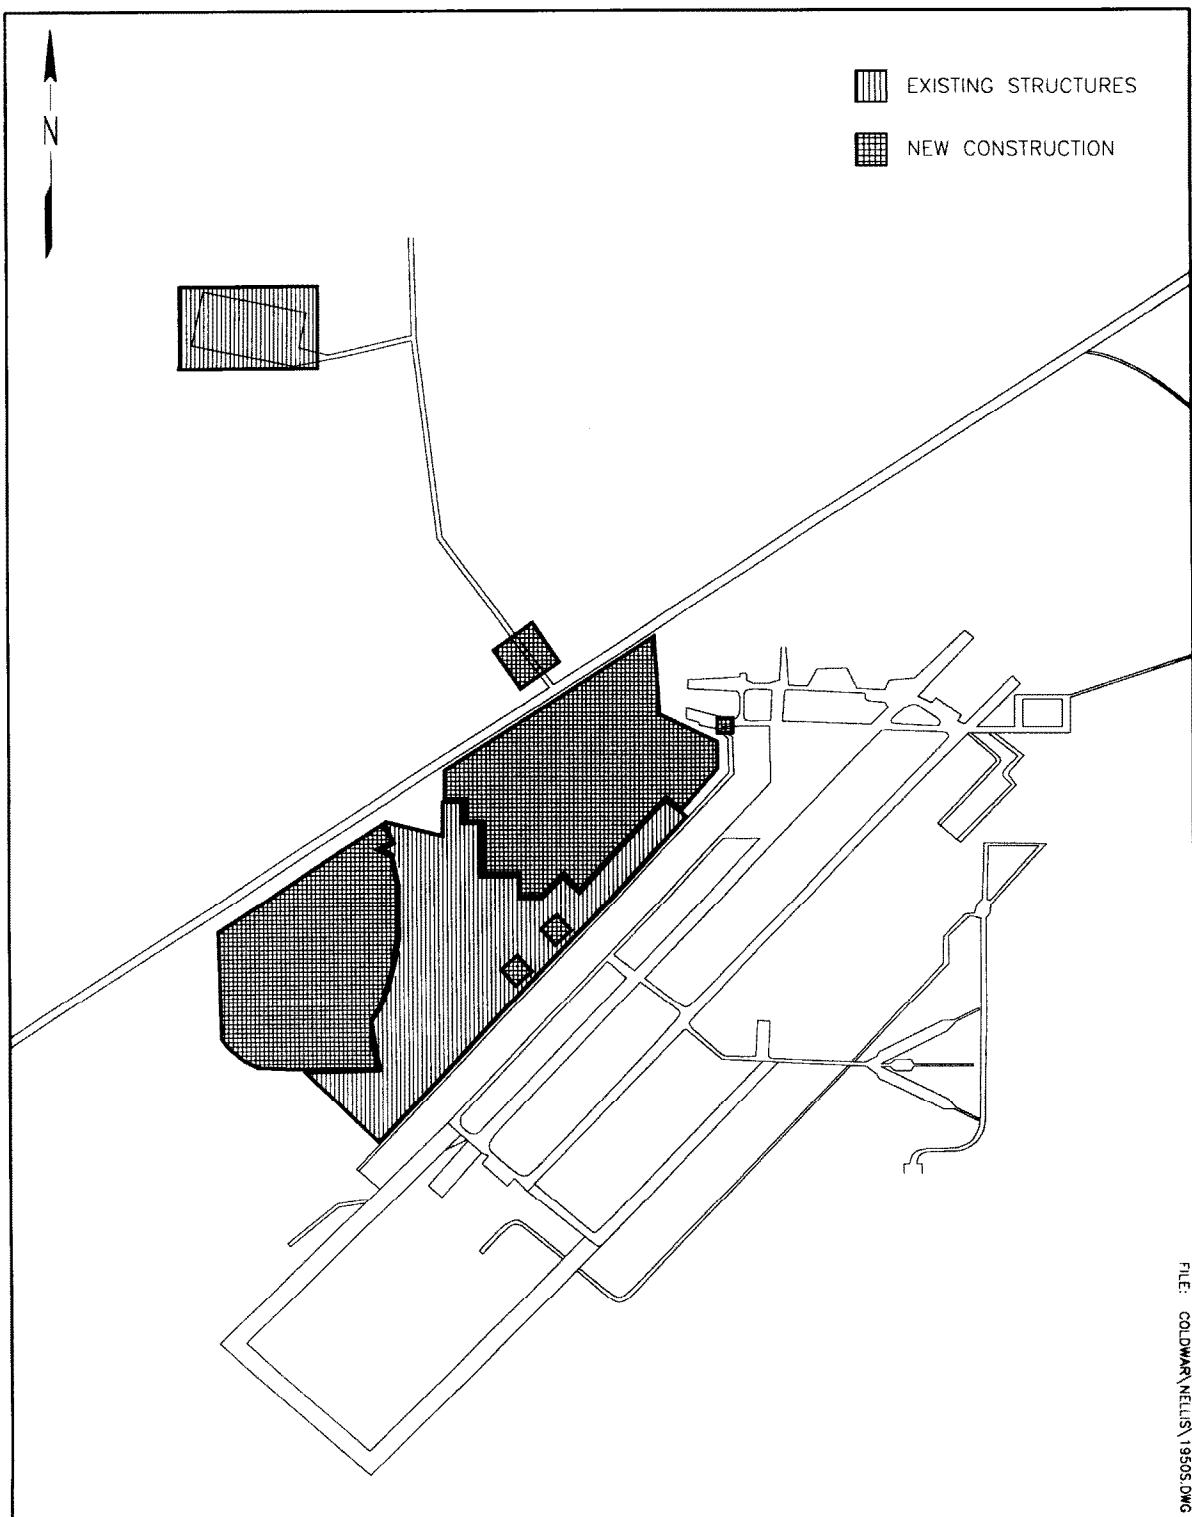 N
EXISTING STRUCTURES
NEW CONSTRUCTION
FILE: COLDWAR\NELLIS\1950S.DWG